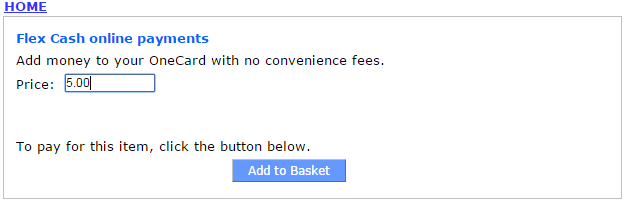 HOME
Flex Cash online payments
Add money to your OneCard with no convenience fees.
Price: 5.00
To pay for this item, click the button below.
Add to Basket